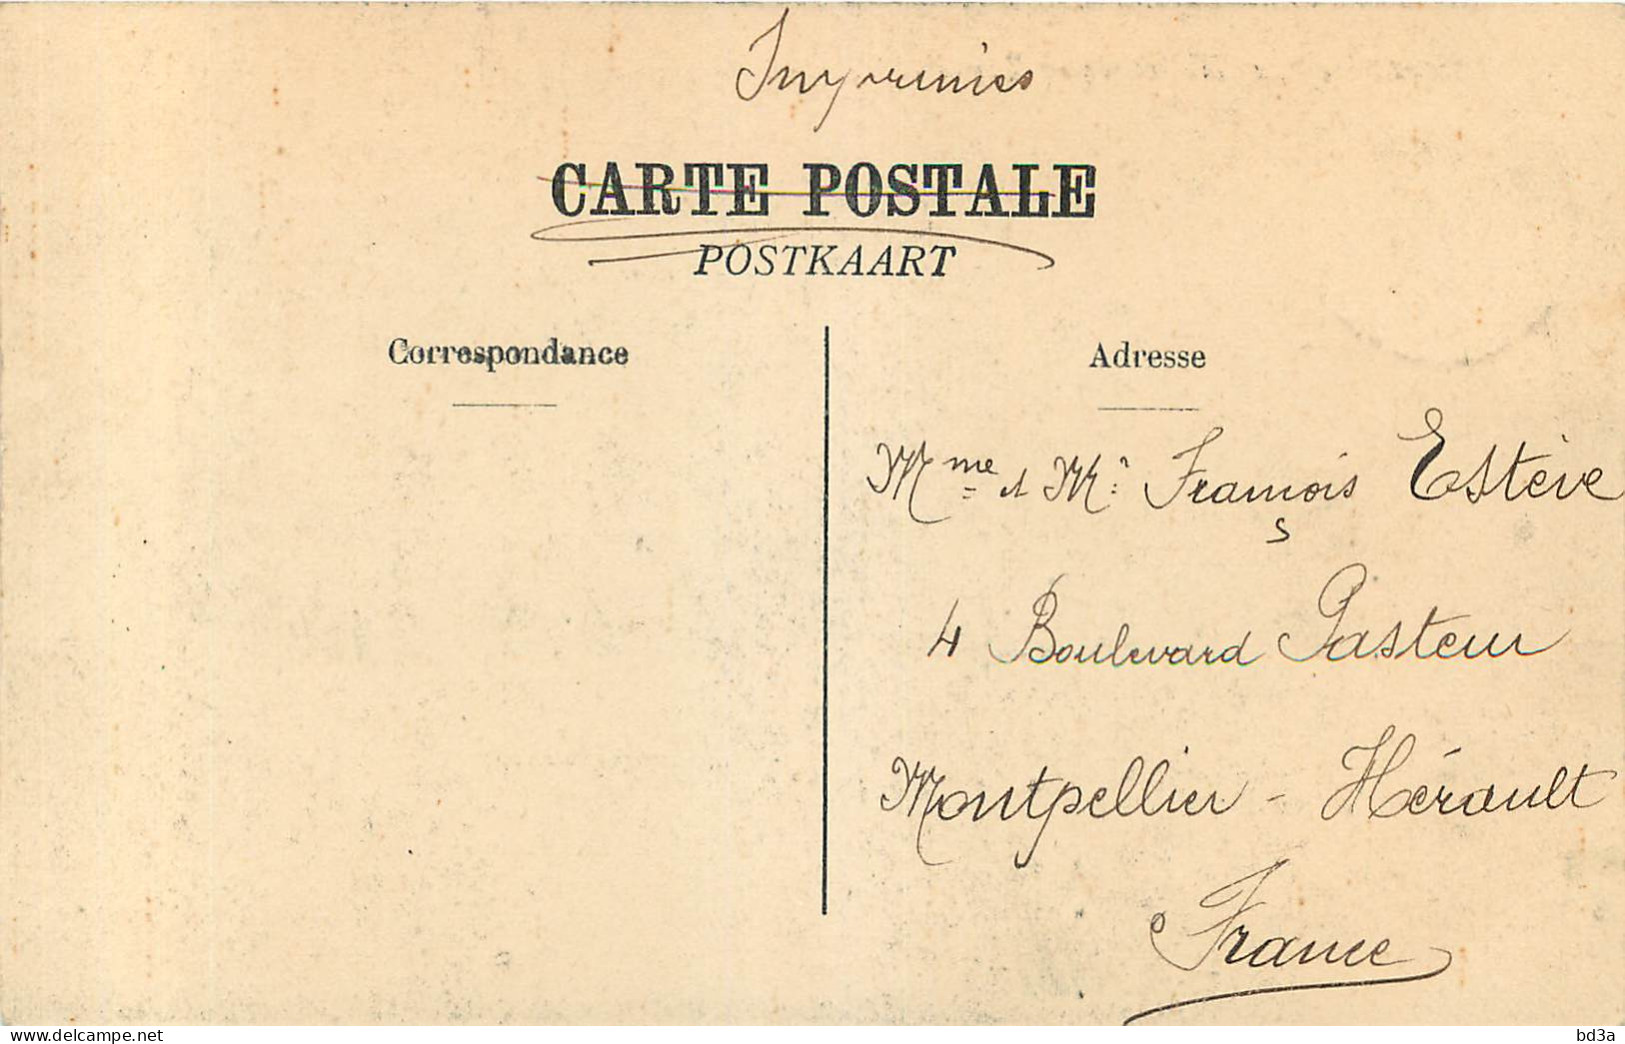 Imprimés
CARTE POSTALE
POSTKAART
Correspondance
Adresse
Mme et Mr François Estève
4 Boulevard Pasteur
Montpellier - Hérault
France
www.delcampe.net
bd3a